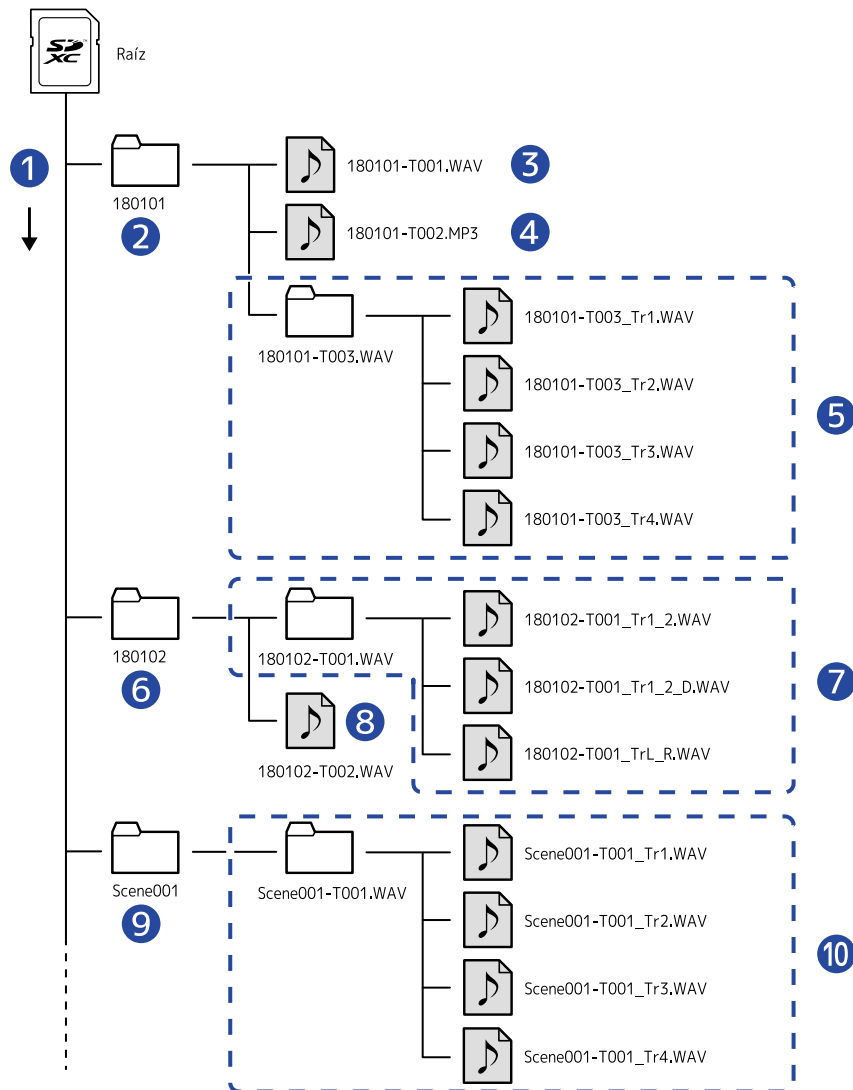 SD
XC
™
Raíz
1
180101
2
180101-T001.WAV
3
180101-T002.MP3
4
180101-T003.WAV
180101-T003_Tr1.WAV
180101-T003_Tr2.WAV
180101-T003_Tr3.WAV
180101-T003_Tr4.WAV
5
180102
6
180102-T001.WAV
180102-T001_Tr1_2.WAV
180102-T001_Tr1_2_D.WAV
180102-T001_TrL_R.WAV
7
8
180102-T002.WAV
Scene001
9
Scene001-T001.WAV
Scene001-T001_Tr1.WAV
Scene001-T001_Tr2.WAV
Scene001-T001_Tr3.WAV
Scene001-T001_Tr4.WAV
10